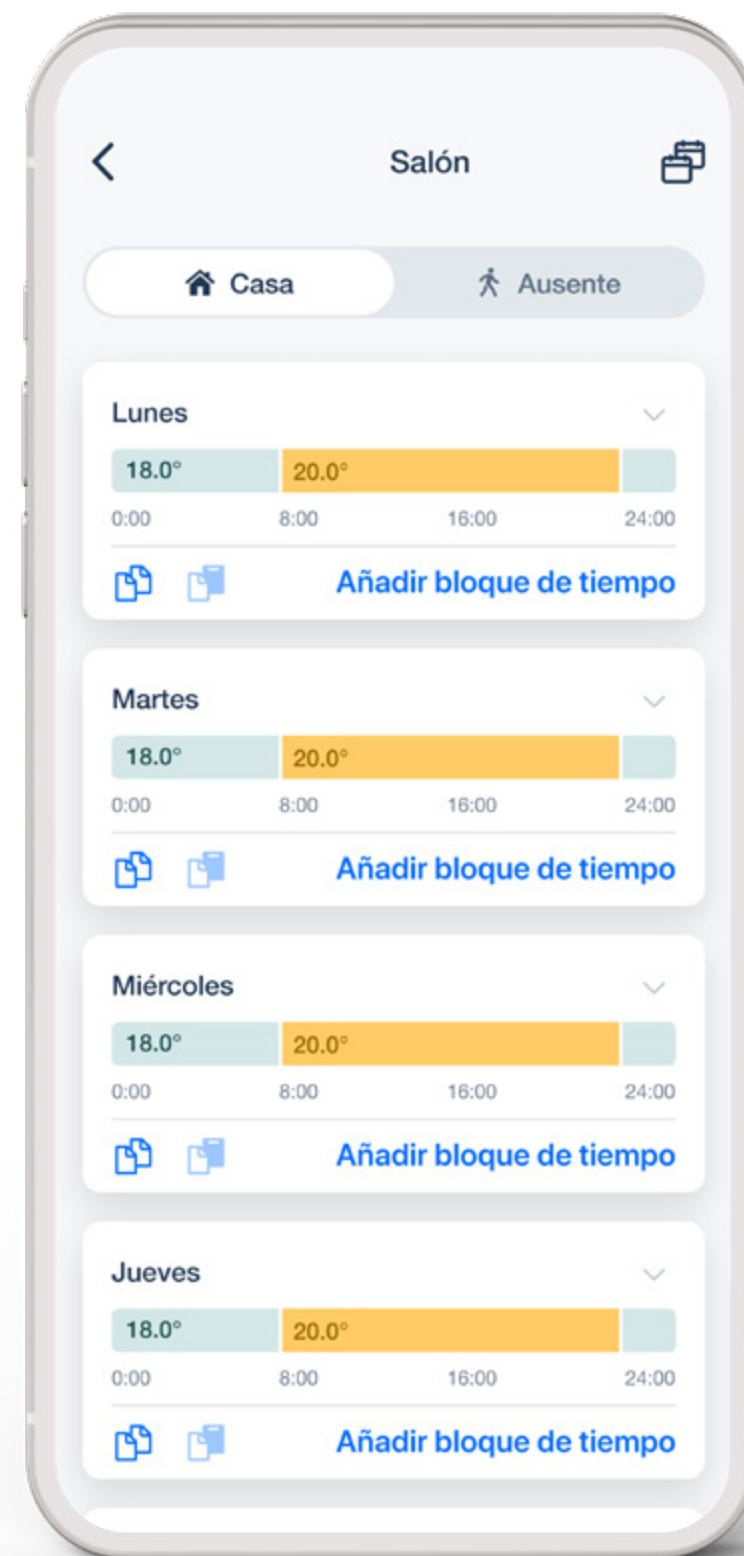 Salón
Casa Ausente
Lunes
18.0° 20.0°
0:00 8:00 16:00 24:00
Añadir bloque de tiempo
Martes
18.0° 20.0°
0:00 8:00 16:00 24:00
Añadir bloque de tiempo
Miércoles
18.0° 20.0°
0:00 8:00 16:00 24:00
Añadir bloque de tiempo
Jueves
18.0° 20.0°
0:00 8:00 16:00 24:00
Añadir bloque de tiempo